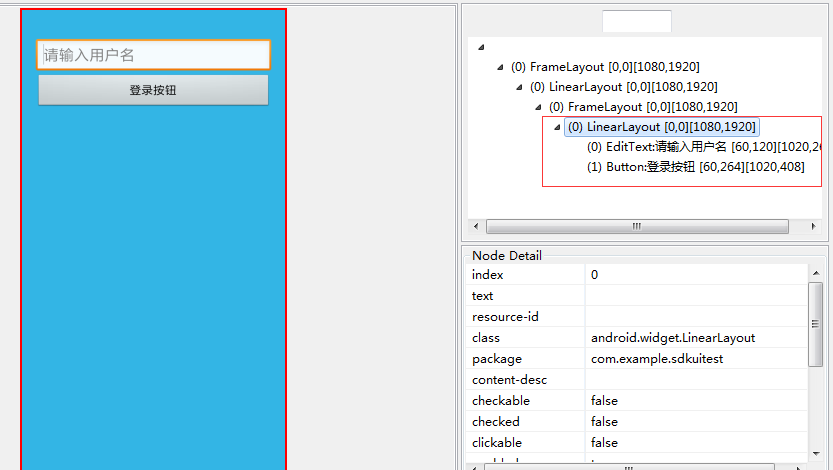 请输入用户名
登录按钮
(0) FrameLayout [0,0][1080,1920]
(0) LinearLayout [0,0][1080,1920]
(0) FrameLayout [0,0][1080,1920]
(0) LinearLayout [0,0][1080,1920]
(0) EditText:请输入用户名 [60,120][1020,26
(1) Button:登录按钮 [60,264][1020,408]
Node Detail
index 0
text
resource-id
class android.widget.LinearLayout
package com.example.sdkuitest
content-desc
checkable false
checked false
clickable false